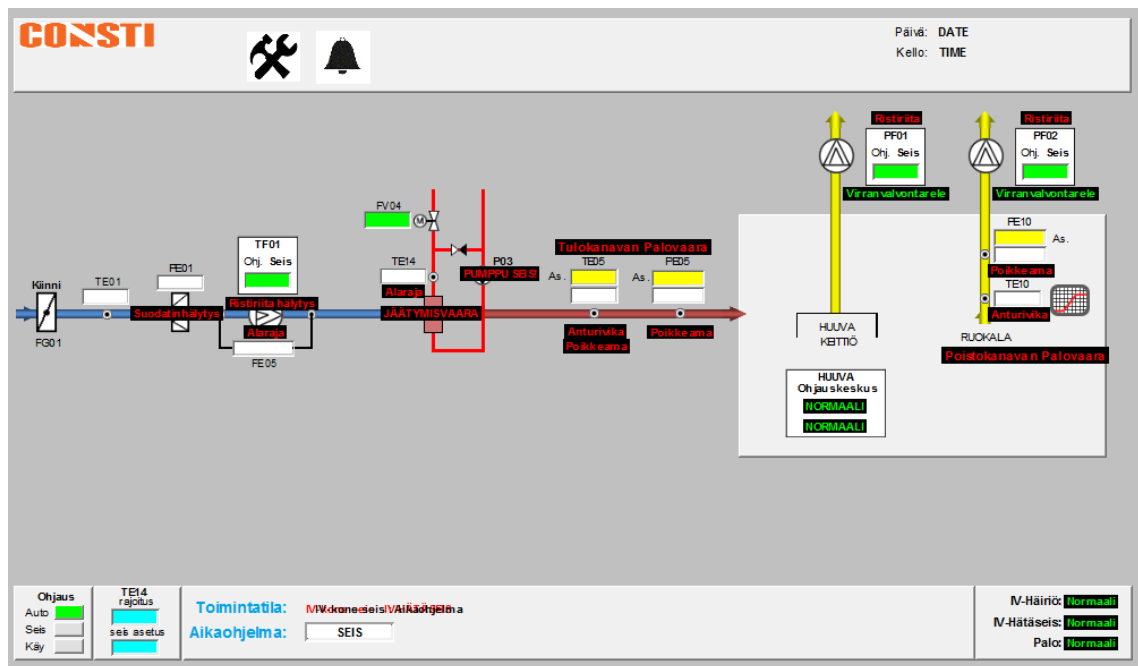 CONSTI
Päivä: DATE
Kello: TIME
Ristiriita
PF01
Ohj. Seis
Virranvalvontarele
Ristiriita
PF02
Ohj. Seis
Virranvalvontarele
FV04
M
TF01
Ohj. Seis
Ristiriita hälytys
Alaraja
FE05
Kiinni
FG01
TE01
FE01
Suodatinhälytys
TE14
Alaraja
JÄÄTYMISVAARA
P03
PUMPPU SEIS!
Tulokanavan Palovaara
TE05
As.
Anturivika
Poikkeama
PE05
As.
Poikkeama
PE10
As.
Poikkeama
TE10
Anturivika
RUOKALA
Poistokanavan Palovaara
HUUVA
KEITTIÖ
HUUVA
Ohjauskeskus
NORMAALI
NORMAALI
Ohjaus
Auto
Seis
Käy
TE14
rajoitus
seis asetus
Toimintatila:
Aikaohjelma: SEIS
IV-Häiriö: Normaali
IV-Hätäseis: Normaali
Palo: Normaali